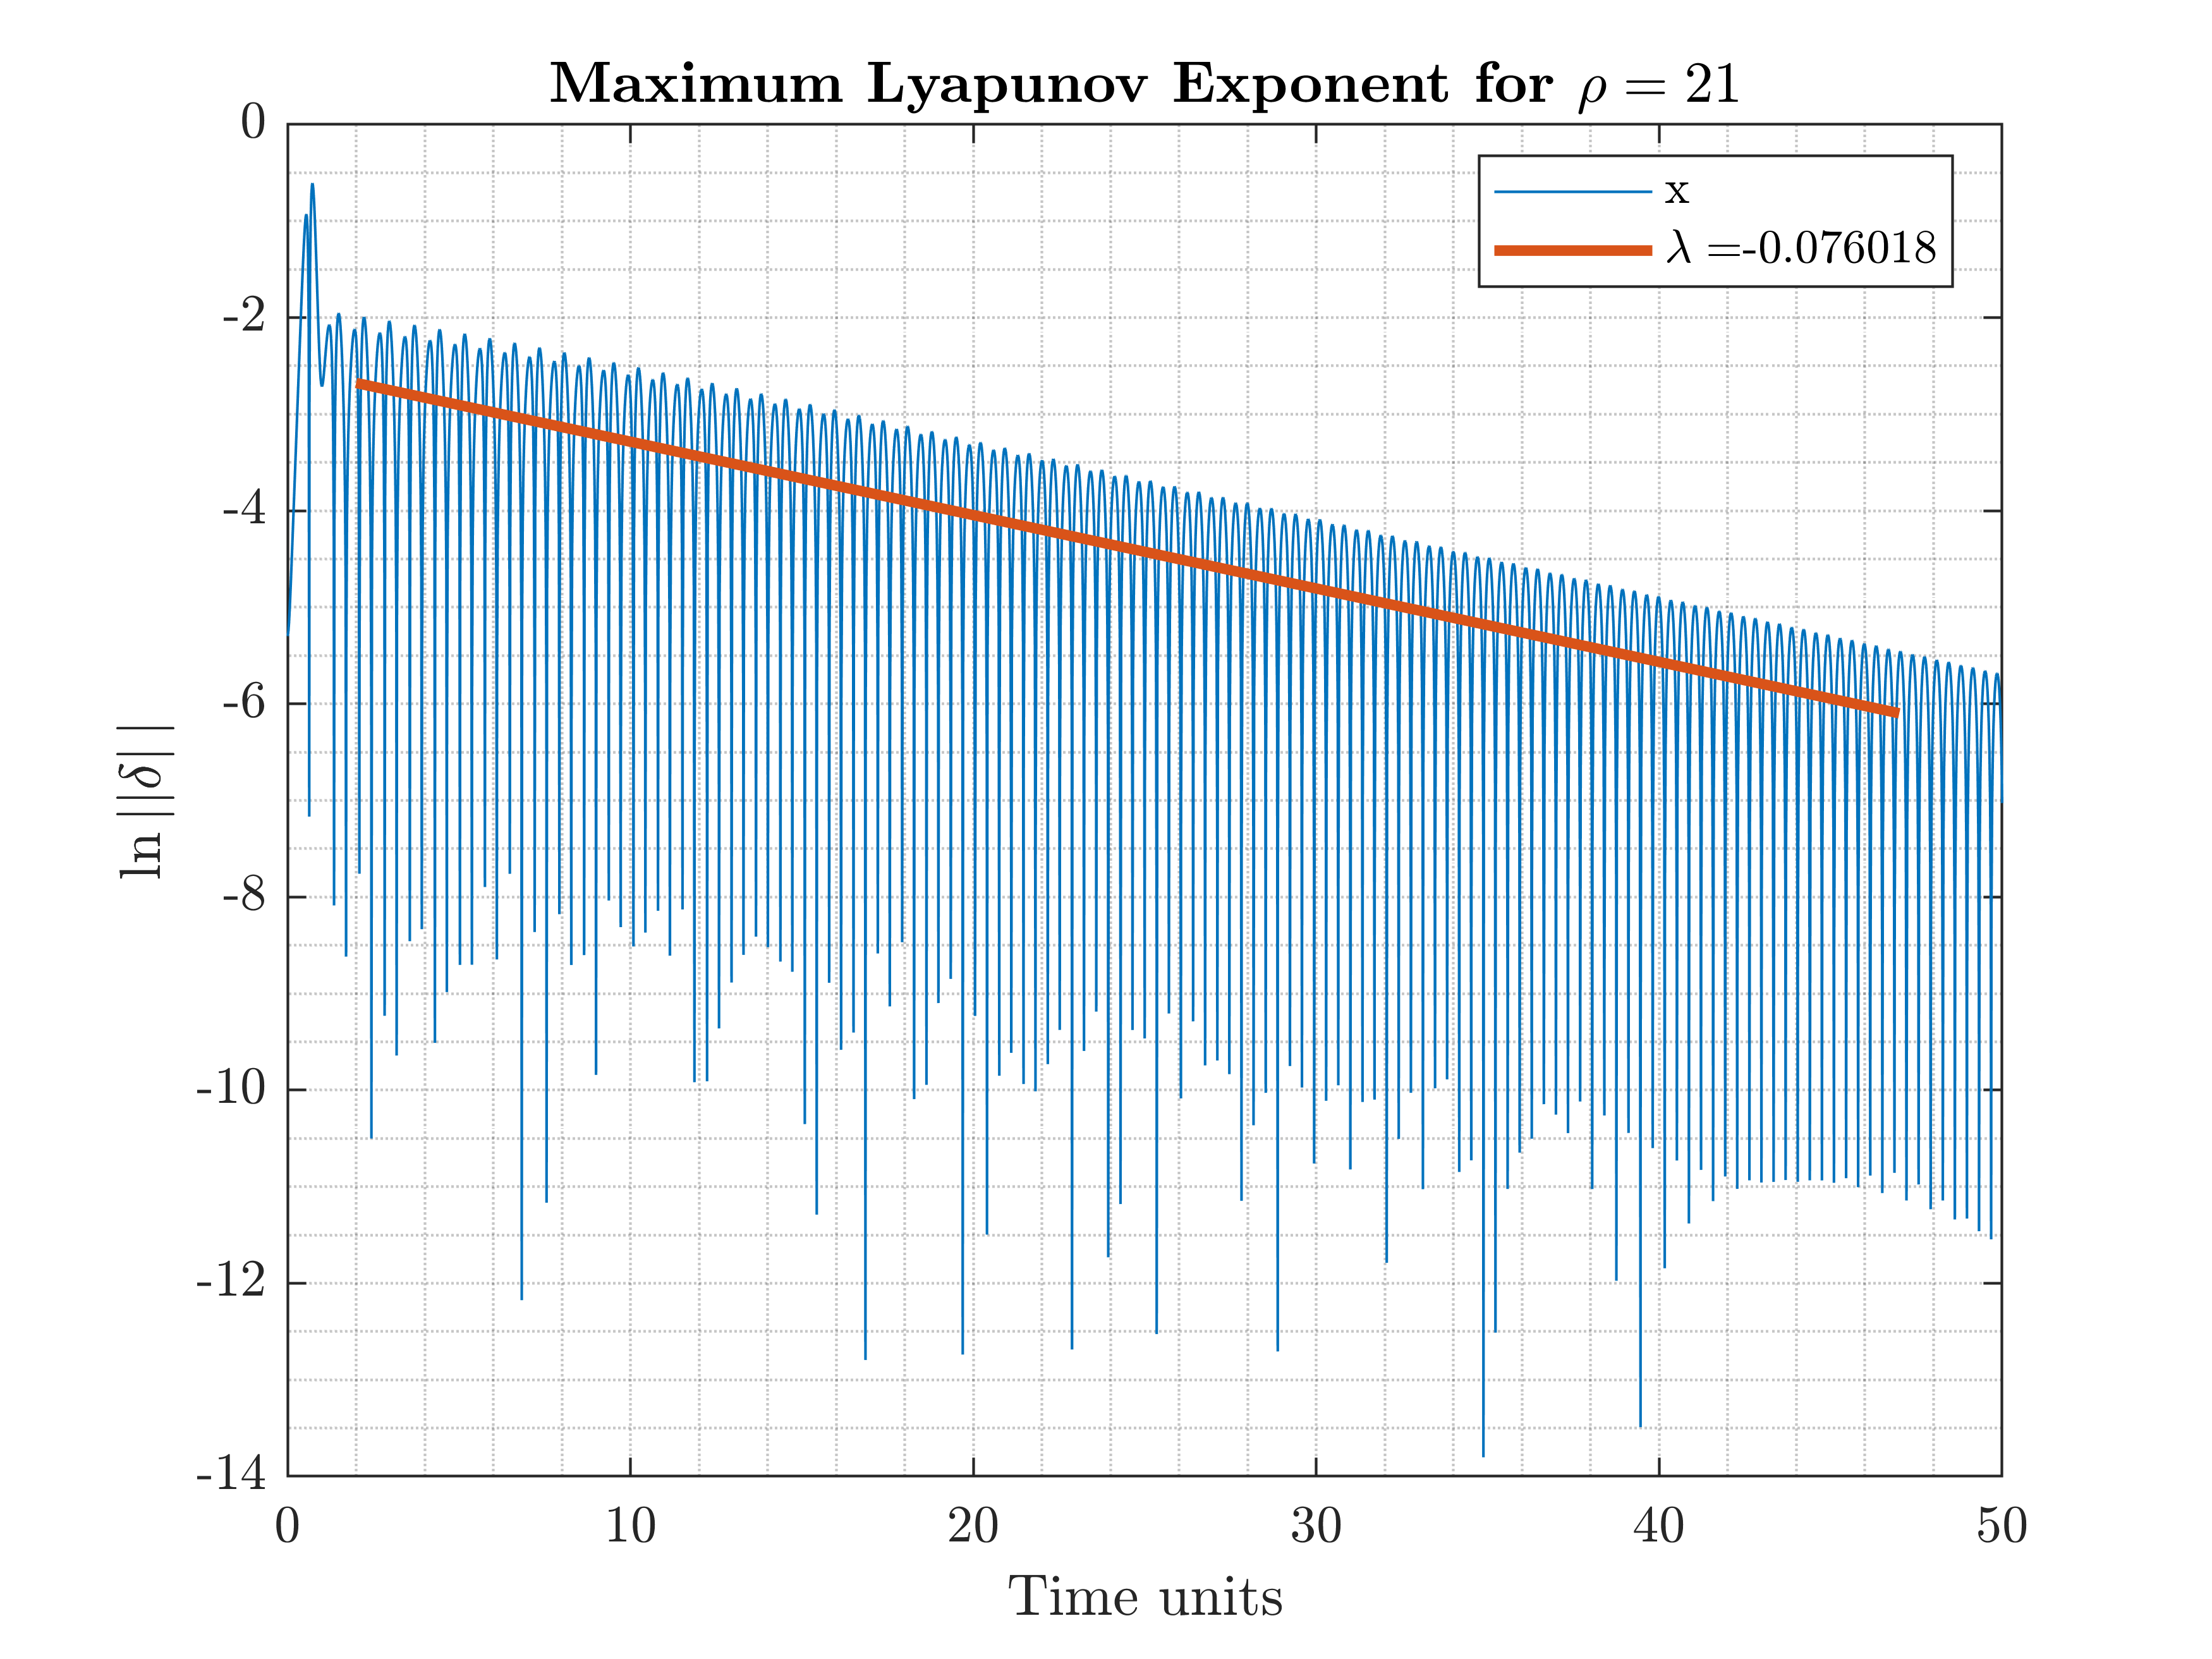 Maximum Lyapunov Exponent for ρ = 21
x
λ =-0.076018
ln ||δ||
0
-2
-4
-6
-8
-10
-12
-14
0 10 20 30 40 50
Time units